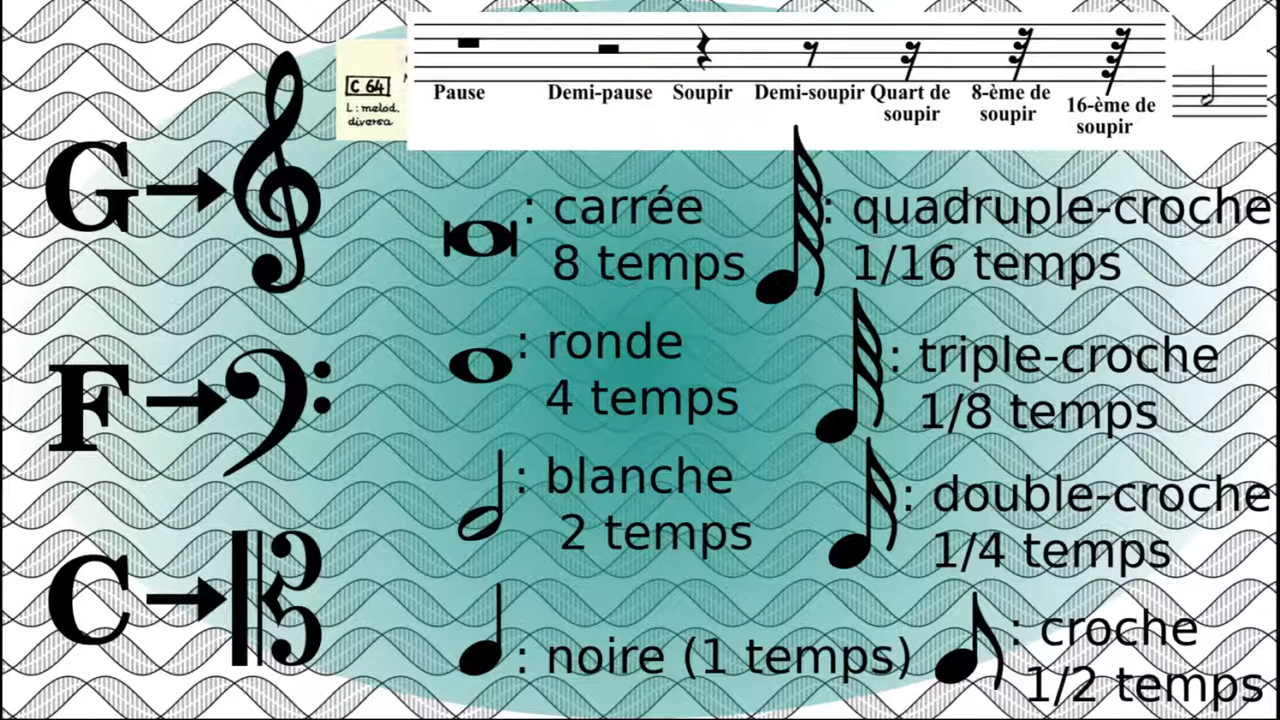 C 64
L : melod.
diversa
Pause
Demi-pause
Soupir
Demi-soupir
Quart de
soupir
8-ème de
soupir
16-ème de
soupir
G
F
C
: carrée
8 temps
: ronde
4 temps
: blanche
2 temps
: noire (1 temps)
: quadruple-croche
1/16 temps
: triple-croche
1/8 temps
: double-croche
1/4 temps
: croche
1/2 temps